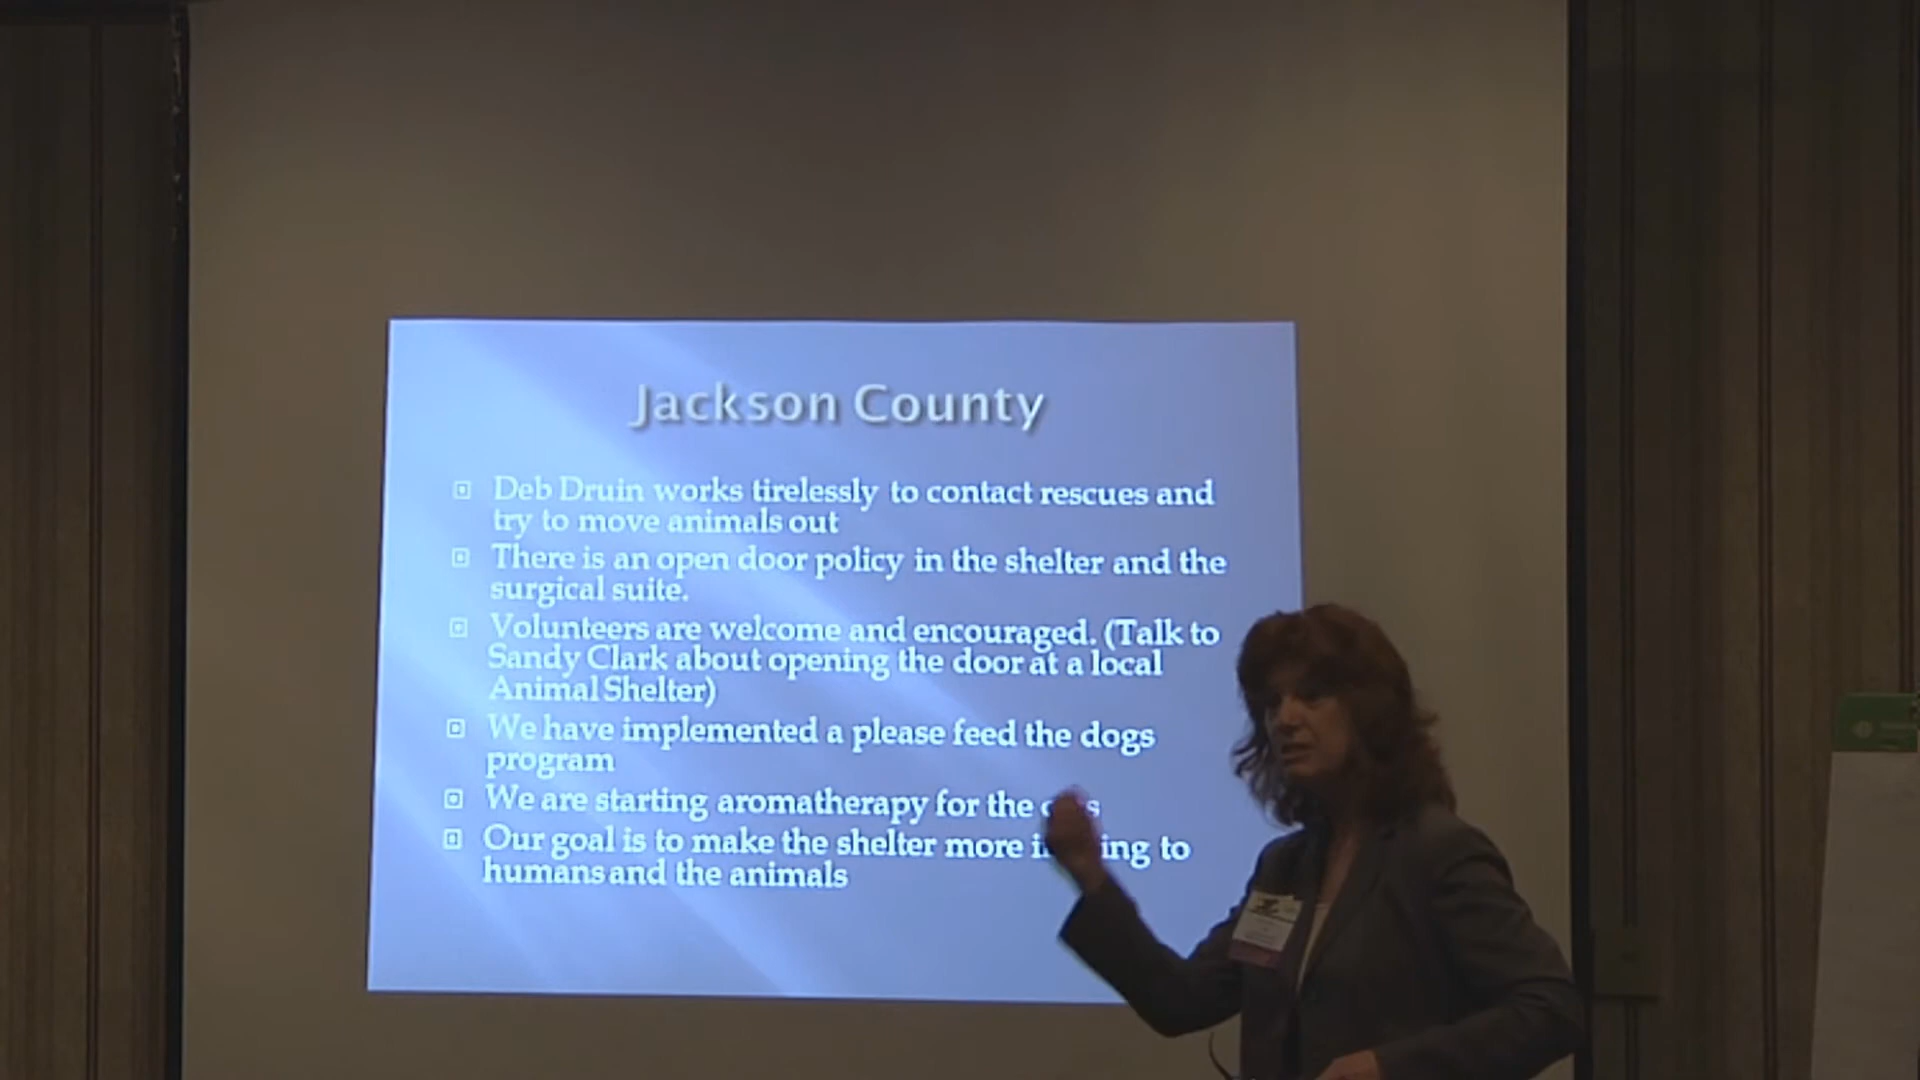 Jackson County
Deb Druin works tirelessly to contact rescues and
try to move animals out
There is an open door policy in the shelter and the
surgical suite.
Volunteers are welcome and encouraged. (Talk to
Sandy Clark about opening the door at a local
Animal Shelter)
We have implemented a please feed the dogs
program
We are starting aromatherapy for the
Our goal is to make the shelter more to
humans and the animals